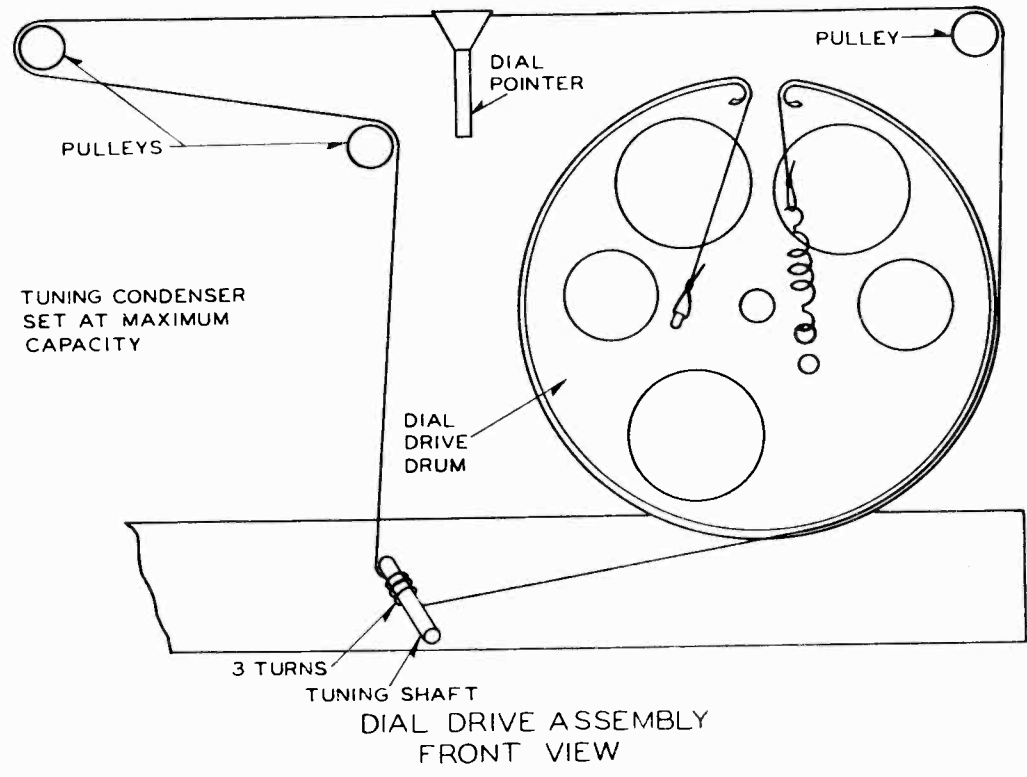 PULLEY
DIAL
POINTER
PULLEYS
TUNING CONDENSER
SET AT MAXIMUM
CAPACITY
DIAL
DRIVE
DRUM
3 TURNS
TUNING SHAFT
DIAL DRIVE ASSEMBLY
FRONT VIEW